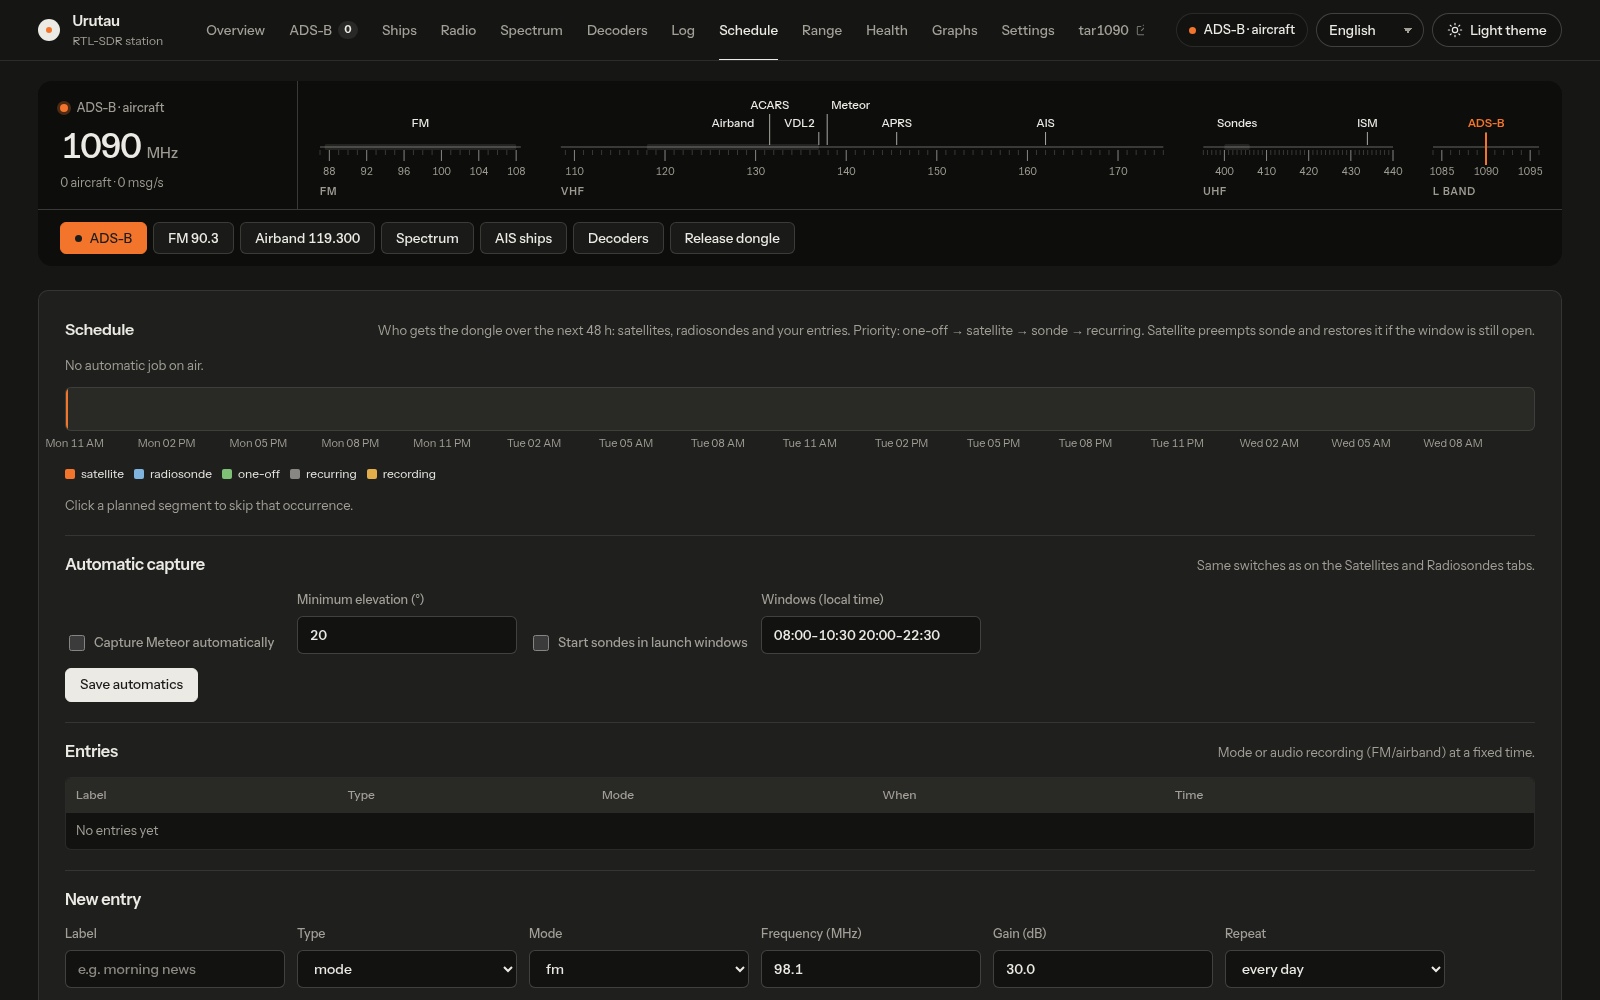 Urutau
RTL-SDR station
Overview ADS-B 0 Ships Radio Spectrum Decoders Log Schedule Range Health Graphs Settings tar1090
ADS-B · aircraft English Light theme
ADS-B · aircraft
1090 MHz
0 aircraft · 0 msg/s
ACARS Meteor
FM Airband VDL2 APRS AIS Sondes ISM ADS-B
88 92 96 100 104 108 110 120 130 140 150 160 170 400 410 420 430 440 1085 1090 1095
FM VHF UHF L BAND
ADS-B FM 90.3 Airband 119.300 Spectrum AIS ships Decoders Release dongle
Schedule
Who gets the dongle over the next 48 h: satellites, radiosondes and your entries. Priority: one-off → satellite → sonde → recurring. Satellite preempts sonde and restores it if the window is still open.
No automatic job on air.
Mon 11 AM Mon 02 PM Mon 05 PM Mon 08 PM Mon 11 PM Tue 02 AM Tue 05 AM Tue 08 AM Tue 11 AM Tue 02 PM Tue 05 PM Tue 08 PM Tue 11 PM Wed 02 AM Wed 05 AM Wed 08 AM
satellite radiosonde one-off recurring recording
Click a planned segment to skip that occurrence.
Automatic capture
Same switches as on the Satellites and Radiosondes tabs.
Minimum elevation (°) Windows (local time)
Capture Meteor automatically 20 Start sondes in launch windows 08:00-10:30 20:00-22:30
Save automatics
Entries
Mode or audio recording (FM/airband) at a fixed time.
Label Type Mode When Time
No entries yet
New entry
Label Type Mode Frequency (MHz) Gain (dB) Repeat
e.g. morning news mode fm 98.1 30.0 every day